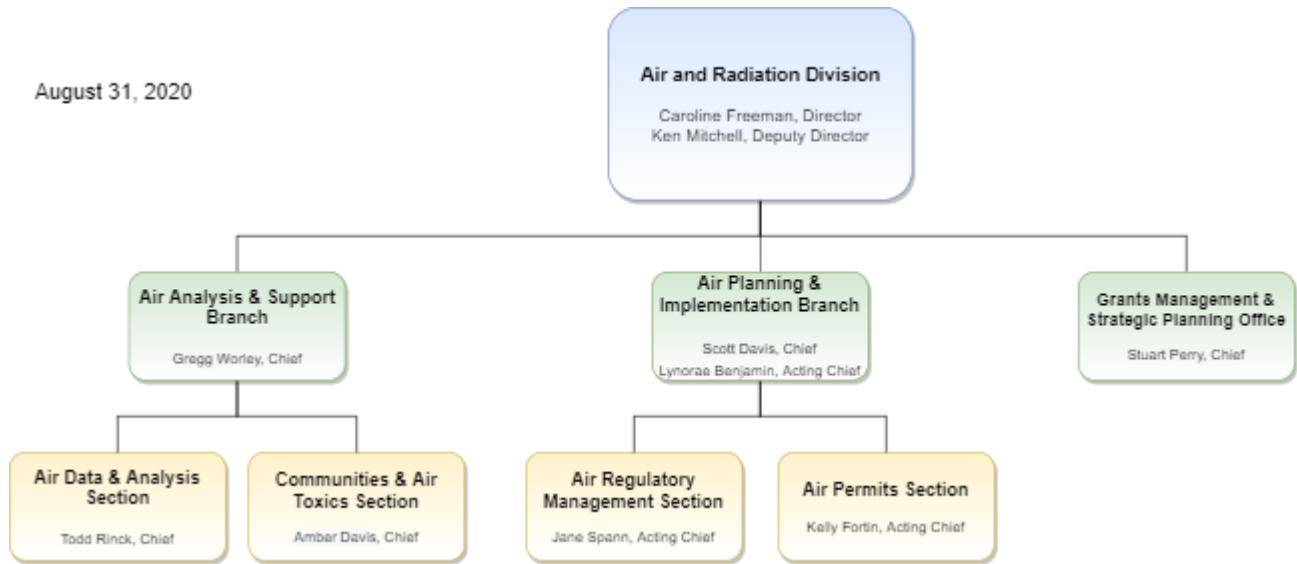 August 31, 2020
Air and Radiation Division
Caroline Freeman, Director
Ken Mitchell, Deputy Director
Air Analysis & Support
Branch
Gregg Worley, Chief
Air Planning &
Implementation Branch
Scott Davis, Chief
Lynorae Benjamin, Acting Chief
Grants Management &
Strategic Planning Office
Stuart Perry, Chief
Air Data & Analysis
Section
Todd Rinck, Chief
Communities & Air
Toxics Section
Amber Davis, Chief
Air Regulatory
Management Section
Jane Spann, Acting Chief
Air Permits Section
Kelly Fortin, Acting Chief